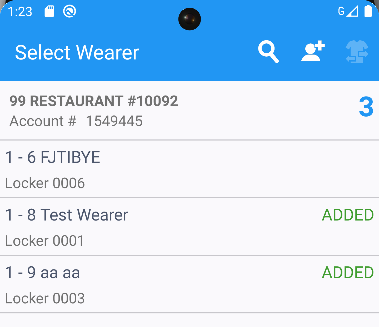 1:23 G
Select Wearer
99 RESTAURANT #10092 3
Account # 1549445
1 - 6 FJTIBYE
Locker 0006
1 - 8 Test Wearer ADDED
Locker 0001
1 - 9 aa aa ADDED
Locker 0003